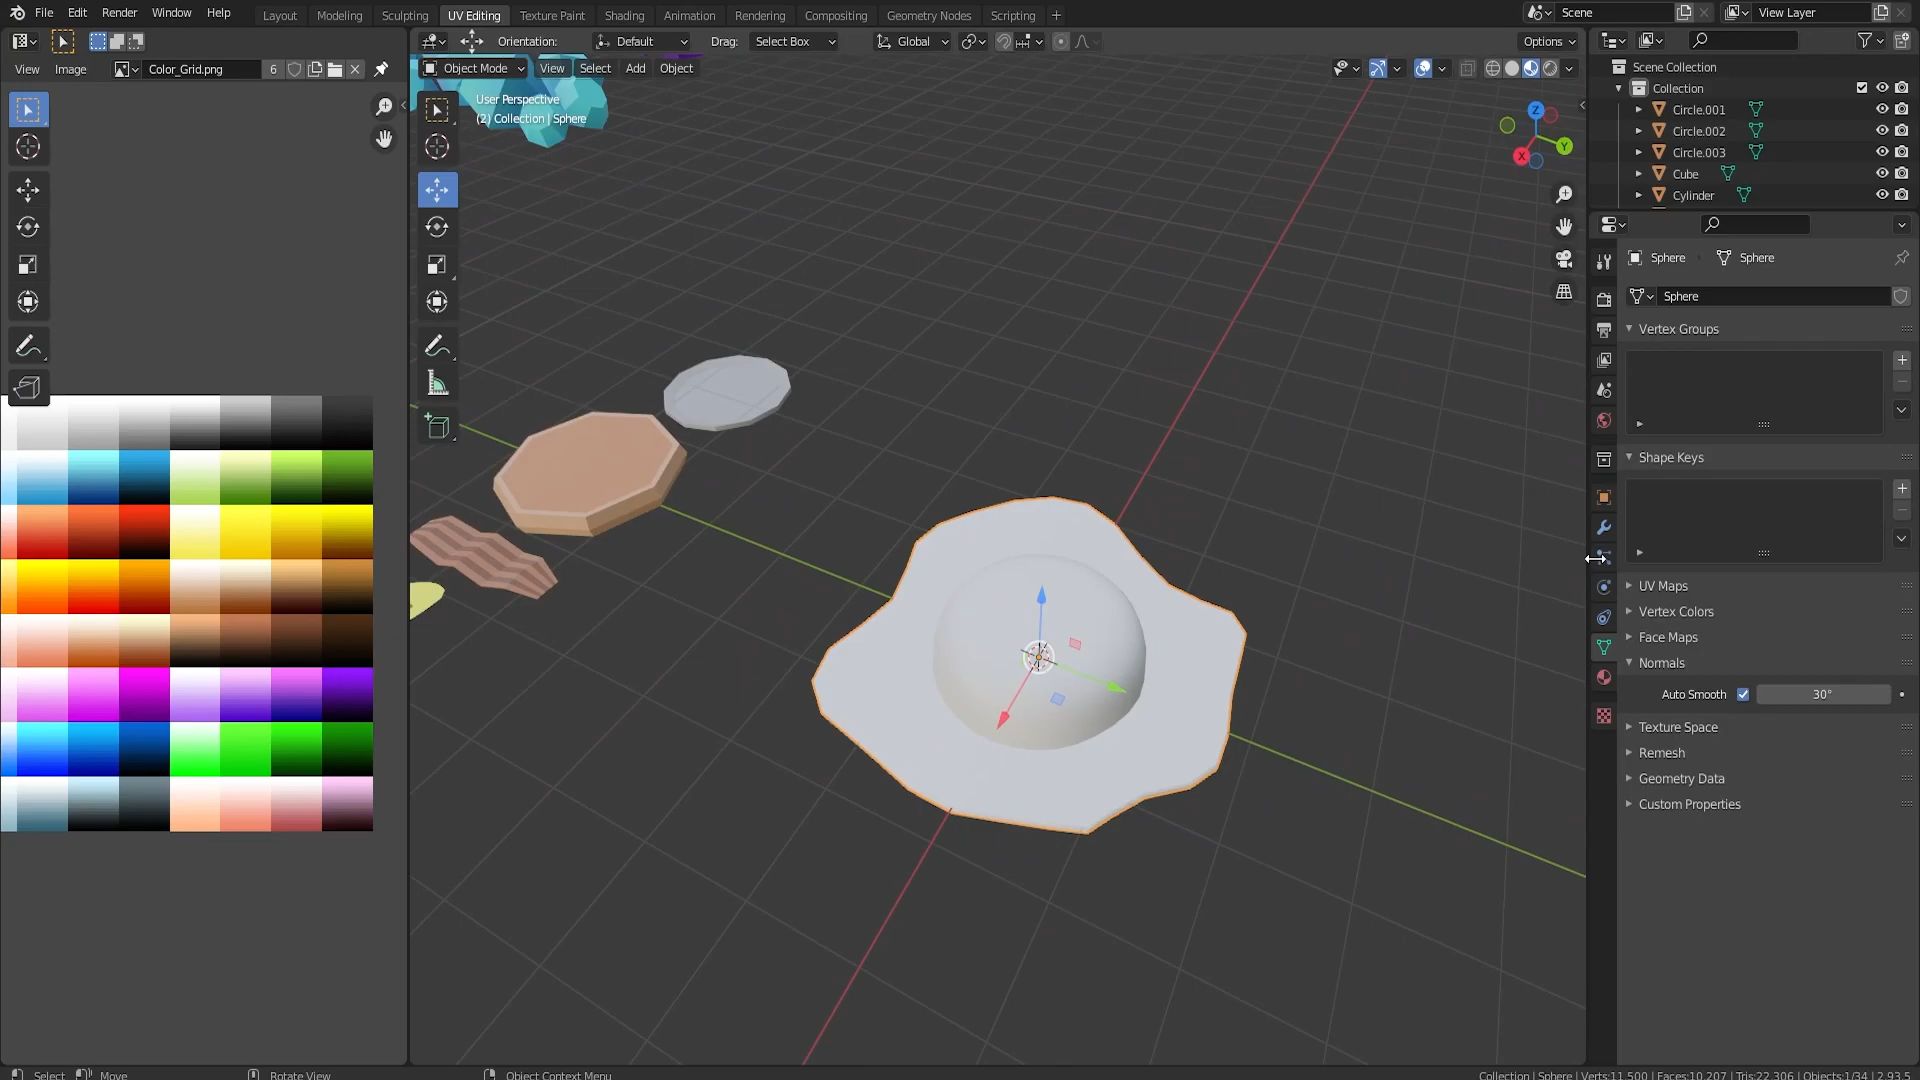 File Edit Render Window Help Layout Modeling Sculpting UV Editing Texture Paint Shading Animation Rendering Compositing Geometry Nodes Scripting + Scene View Layer
Orientation: Default Drag: Select Box Global Options
View Image Color_Grid.png 6 Object Mode View Select Add Object
User Perspective
(2) Collection | Sphere
Z
Y
X
Scene Collection
Collection
Circle.001
Circle.002
Circle.003
Cube
Cylinder
Sphere Sphere
Sphere
Vertex Groups
Shape Keys
UV Maps
Vertex Colors
Face Maps
Normals
Auto Smooth 30°
Texture Space
Remesh
Geometry Data
Custom Properties
Select Move Rotate View Object Context Menu Collection | Sphere | Verts:11,500 | Faces:10,207 | Tris:22,306 | Objects:1/34 | 2.93.5